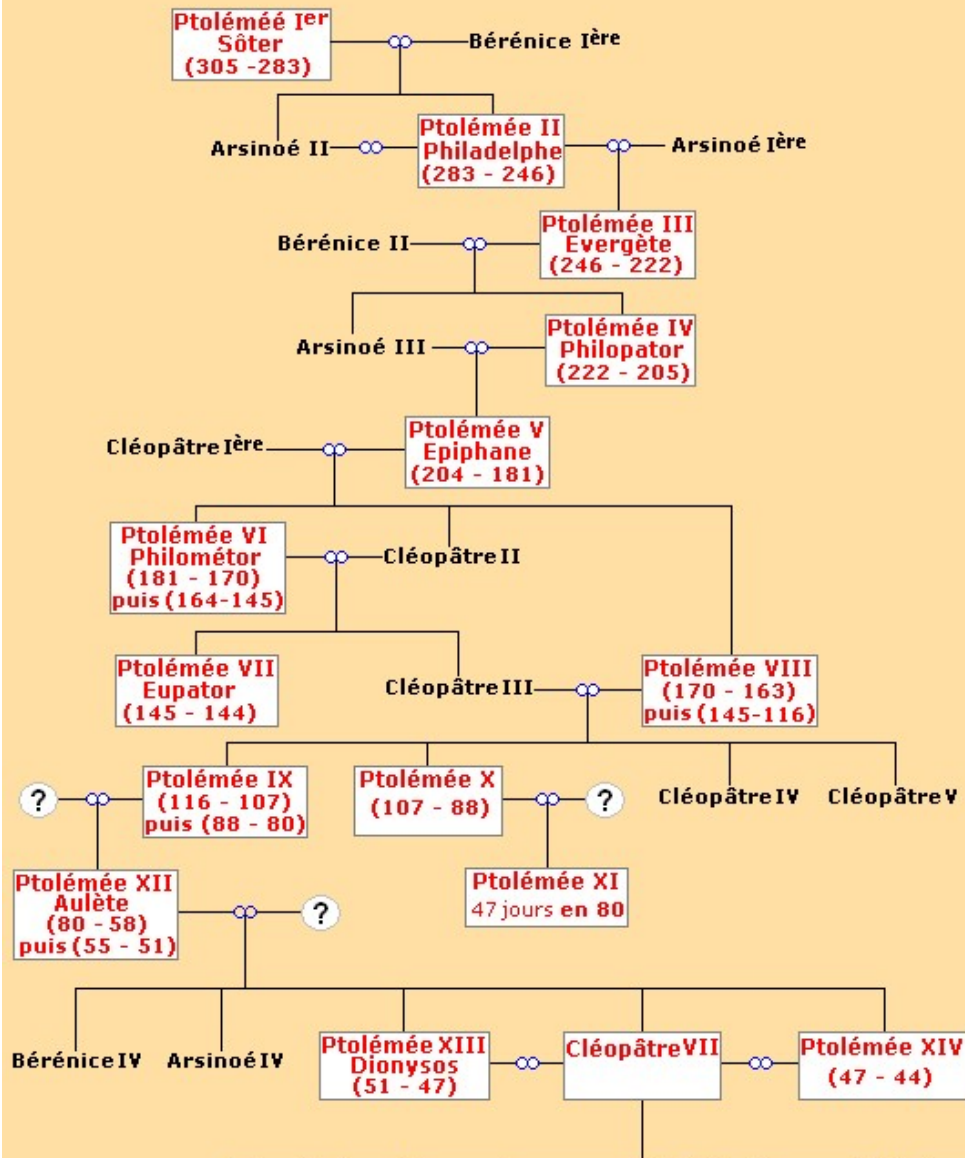 Ptoléméé Ier
Sôter
(305 -283)
Bérénice Ière
Arsinoé II
Ptolémée II
Philadelphe
(283 - 246)
Arsinoé Ière
Bérénice II
Ptolémée III
Evergète
(246 - 222)
Arsinoé III
Ptolémée IV
Philopator
(222 - 205)
Cléopâtre Ière
Ptolémée V
Epiphane
(204 - 181)
Ptolémée VI
Philométor
(181 - 170)
puis (164-145)
Cléopâtre II
Ptolémée VII
Eupator
(145 - 144)
Cléopâtre III
Ptolémée VIII
(170 - 163)
puis (145-116)
?
Ptolémée IX
(116 - 107)
puis (88 - 80)
Ptolémée X
(107 - 88)
?
Cléopâtre IV
Cléopâtre V
Ptolémée XII
Aulète
(80 - 58)
puis (55 - 51)
?
Ptolémée XI
47 jours en 80
Bérénice IV
Arsinoé IV
Ptolémée XIII
Dionysos
(51 - 47)
Cléopâtre VII
Ptolémée XIV
(47 - 44)